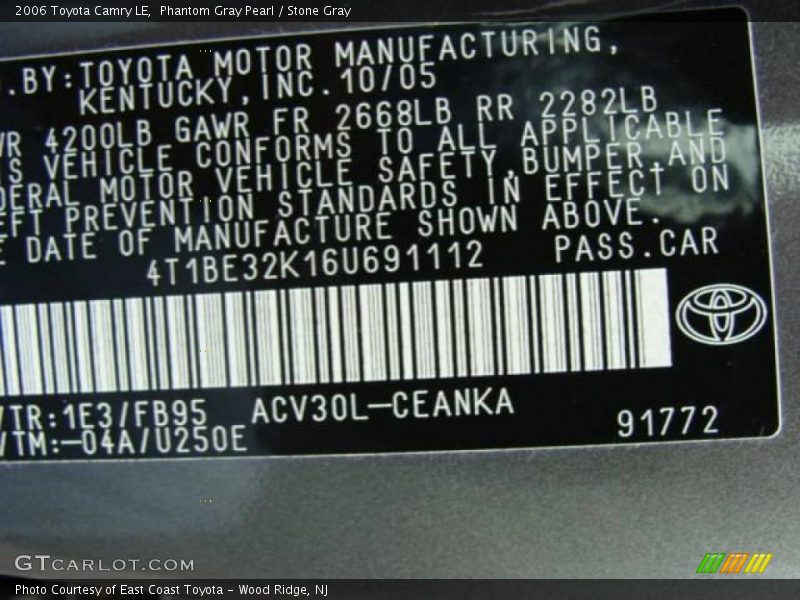 2006 Toyota Camry LE, Phantom Gray Pearl / Stone Gray
.BY:TOYOTA MOTOR MANUFACTURING,
KENTUCKY,INC.10/05
WR 4200LB GAWR FR 2668LB RR 2282LB
S VEHICLE CONFORMS TO ALL APPLICABLE
DERAL MOTOR VEHICLE SAFETY,BUMPER,AND
EFT PREVENTION STANDARDS IN EFFECT ON
E DATE OF MANUFACTURE SHOWN ABOVE.
4T1BE32K16U691112 PASS.CAR
/TR:1E3/FB95 ACV30L-CEANKA
/TM:-04A/U250E 91772
GTCARLOT.COM
Photo Courtesy of East Coast Toyota - Wood Ridge, NJ